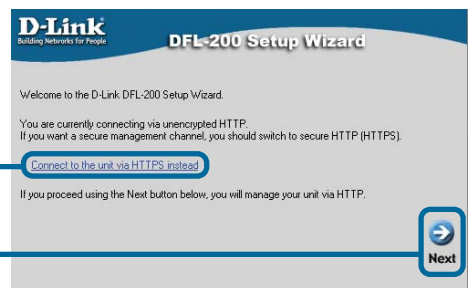 D-Link
Building Networks for People
DFL-200 Setup Wizard
Welcome to the D-Link DFL-200 Setup Wizard.
You are currently connecting via unencrypted HTTP.
If you want a secure management channel, you should switch to secure HTTP (HTTPS).
Connect to the unit via HTTPS instead
If you proceed using the Next button below, you will manage your unit via HTTP.
Next